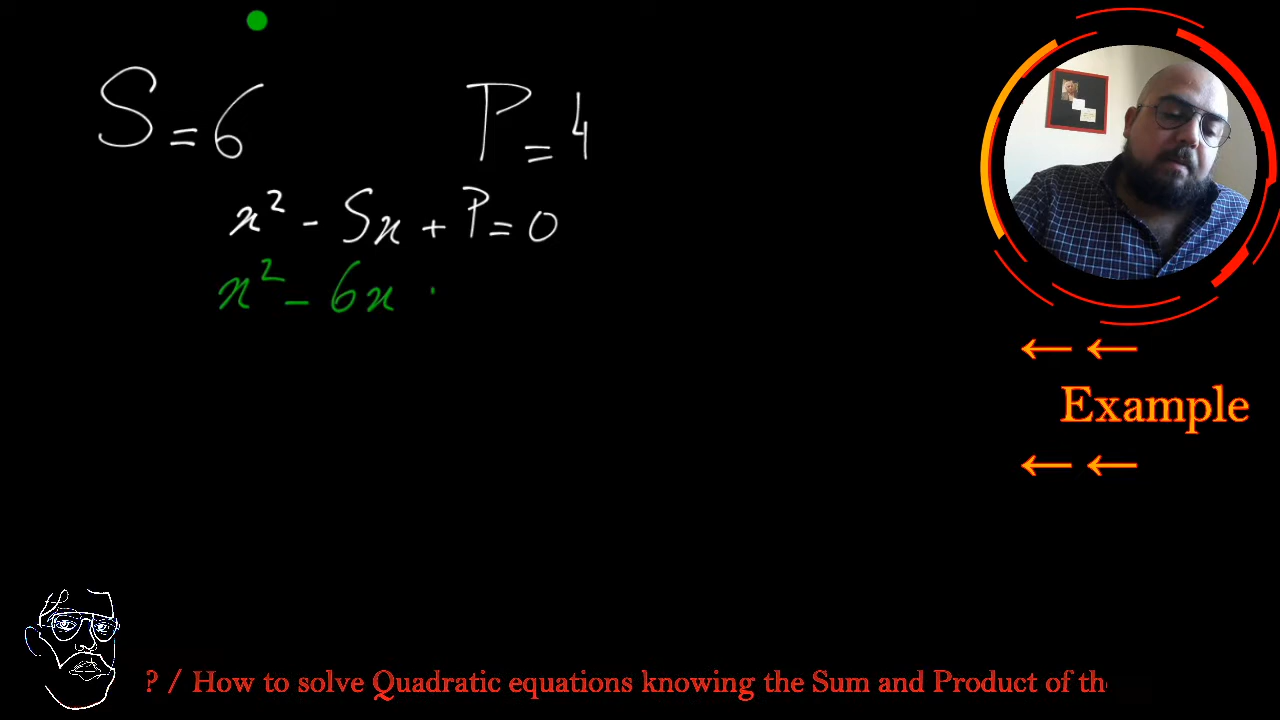 S = 6 P = 4
x² - Sx + P = 0
x² - 6x ·
← ←
Example
← ←
? / How to solve Quadratic equations knowing the Sum and Product of th